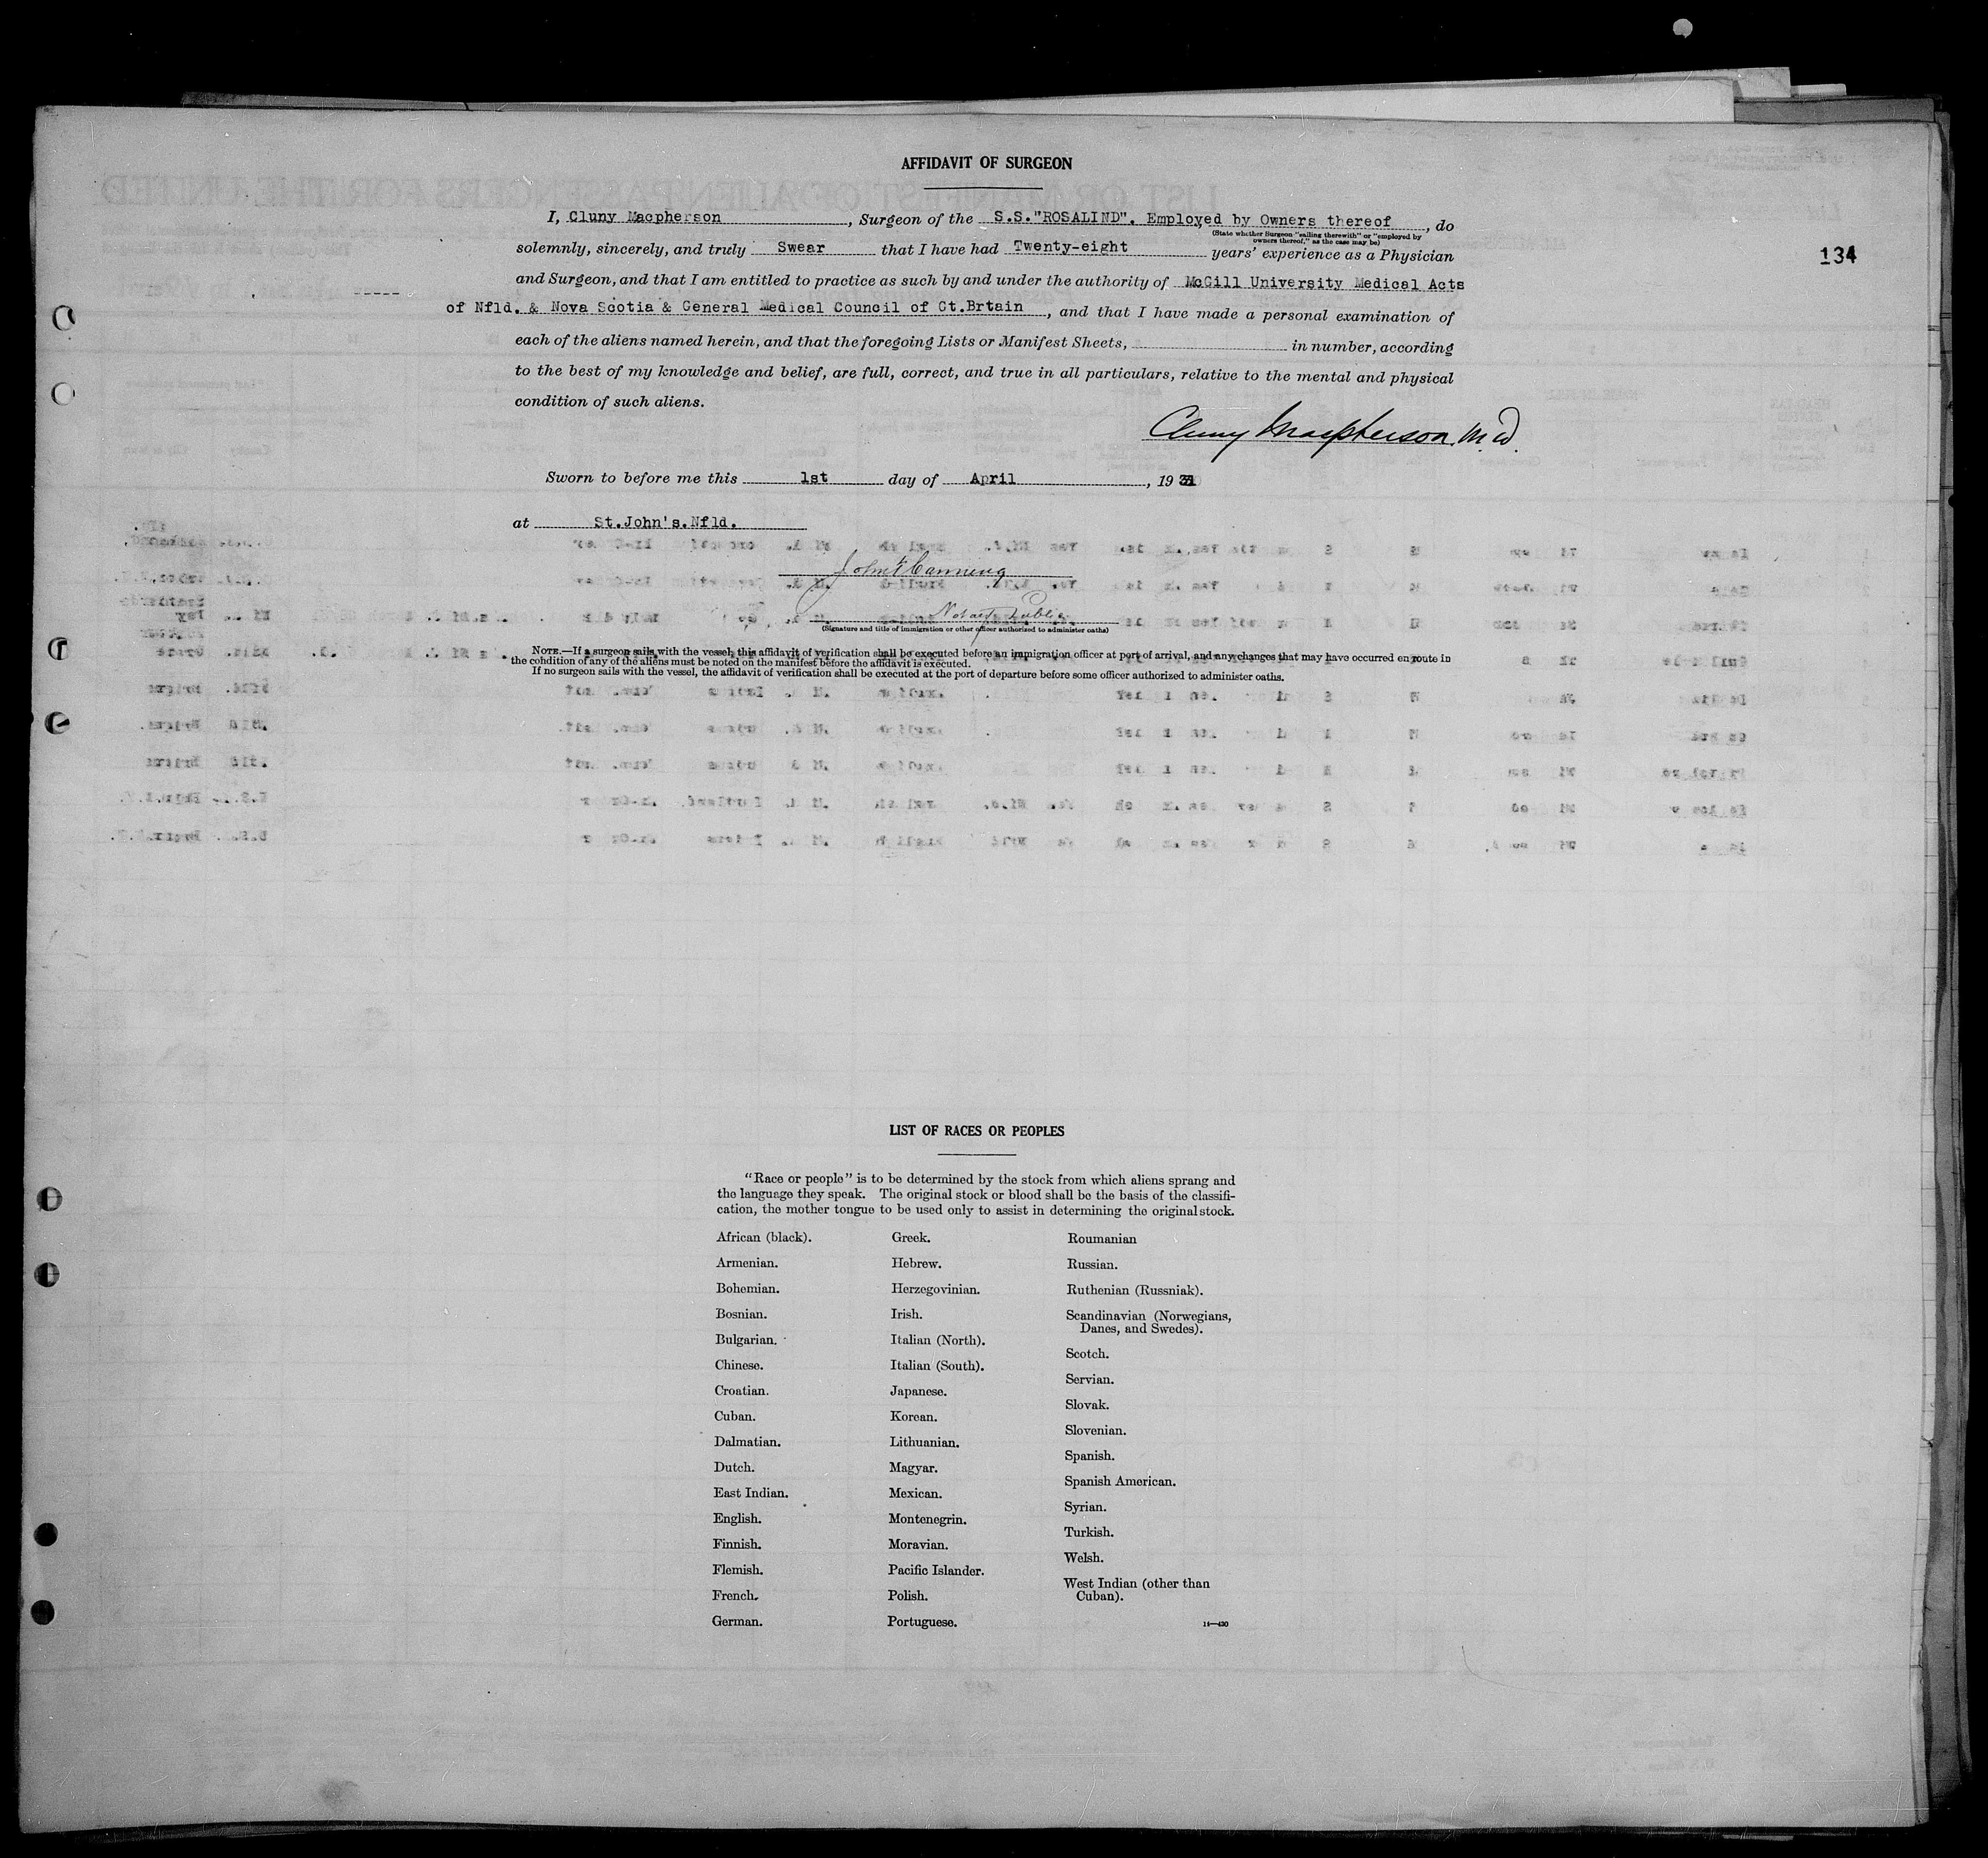 AFFIDAVIT OF SURGEON
134
I, Cluny Macpherson, Surgeon of the S.S."ROSALIND". Employed by Owners thereof, do
(State whether Surgeon "sailing therewith" or "employed by
owners thereof," as the case may be)
solemnly, sincerely, and truly Swear that I have had Twenty-eight years' experience as a Physician
and Surgeon, and that I am entitled to practice as such by and under the authority of McGill University Medical Acts
of Nfld. & Nova Scotia & General Medical Council of Gt.Brtain, and that I have made a personal examination of
each of the aliens named herein, and that the foregoing Lists or Manifest Sheets, in number, according
to the best of my knowledge and belief, are full, correct, and true in all particulars, relative to the mental and physical
condition of such aliens.
Cluny Macpherson. M.D.
Sworn to before me this 1st day of April, 1931
at St.John's.Nfld.
Canning
Notary Public
(Signature and title of immigration or other officer authorized to administer oaths)
NOTE.—If a surgeon sails with the vessel, this affidavit of verification shall be executed before an immigration officer at port of arrival, and any changes that may have occurred en route in
the condition of any of the aliens must be noted on the manifest before the affidavit is executed.
If no surgeon sails with the vessel, the affidavit of verification shall be executed at the port of departure before some officer authorized to administer oaths.
LIST OF RACES OR PEOPLES
"Race or people" is to be determined by the stock from which aliens sprang and
the language they speak. The original stock or blood shall be the basis of the classifi-
cation, the mother tongue to be used only to assist in determining the original stock.
African (black).
Armenian.
Bohemian.
Bosnian.
Bulgarian.
Chinese.
Croatian.
Cuban.
Dalmatian.
Dutch.
East Indian.
English.
Finnish.
Flemish.
French.
German.
Greek.
Hebrew.
Herzegovinian.
Irish.
Italian (North).
Italian (South).
Japanese.
Korean.
Lithuanian.
Magyar.
Mexican.
Montenegrin.
Moravian.
Pacific Islander.
Polish.
Portuguese.
Roumanian
Russian.
Ruthenian (Russniak).
Scandinavian (Norwegians,
Danes, and Swedes).
Scotch.
Servian.
Slovak.
Slovenian.
Spanish.
Spanish American.
Syrian.
Turkish.
Welsh.
West Indian (other than
Cuban).